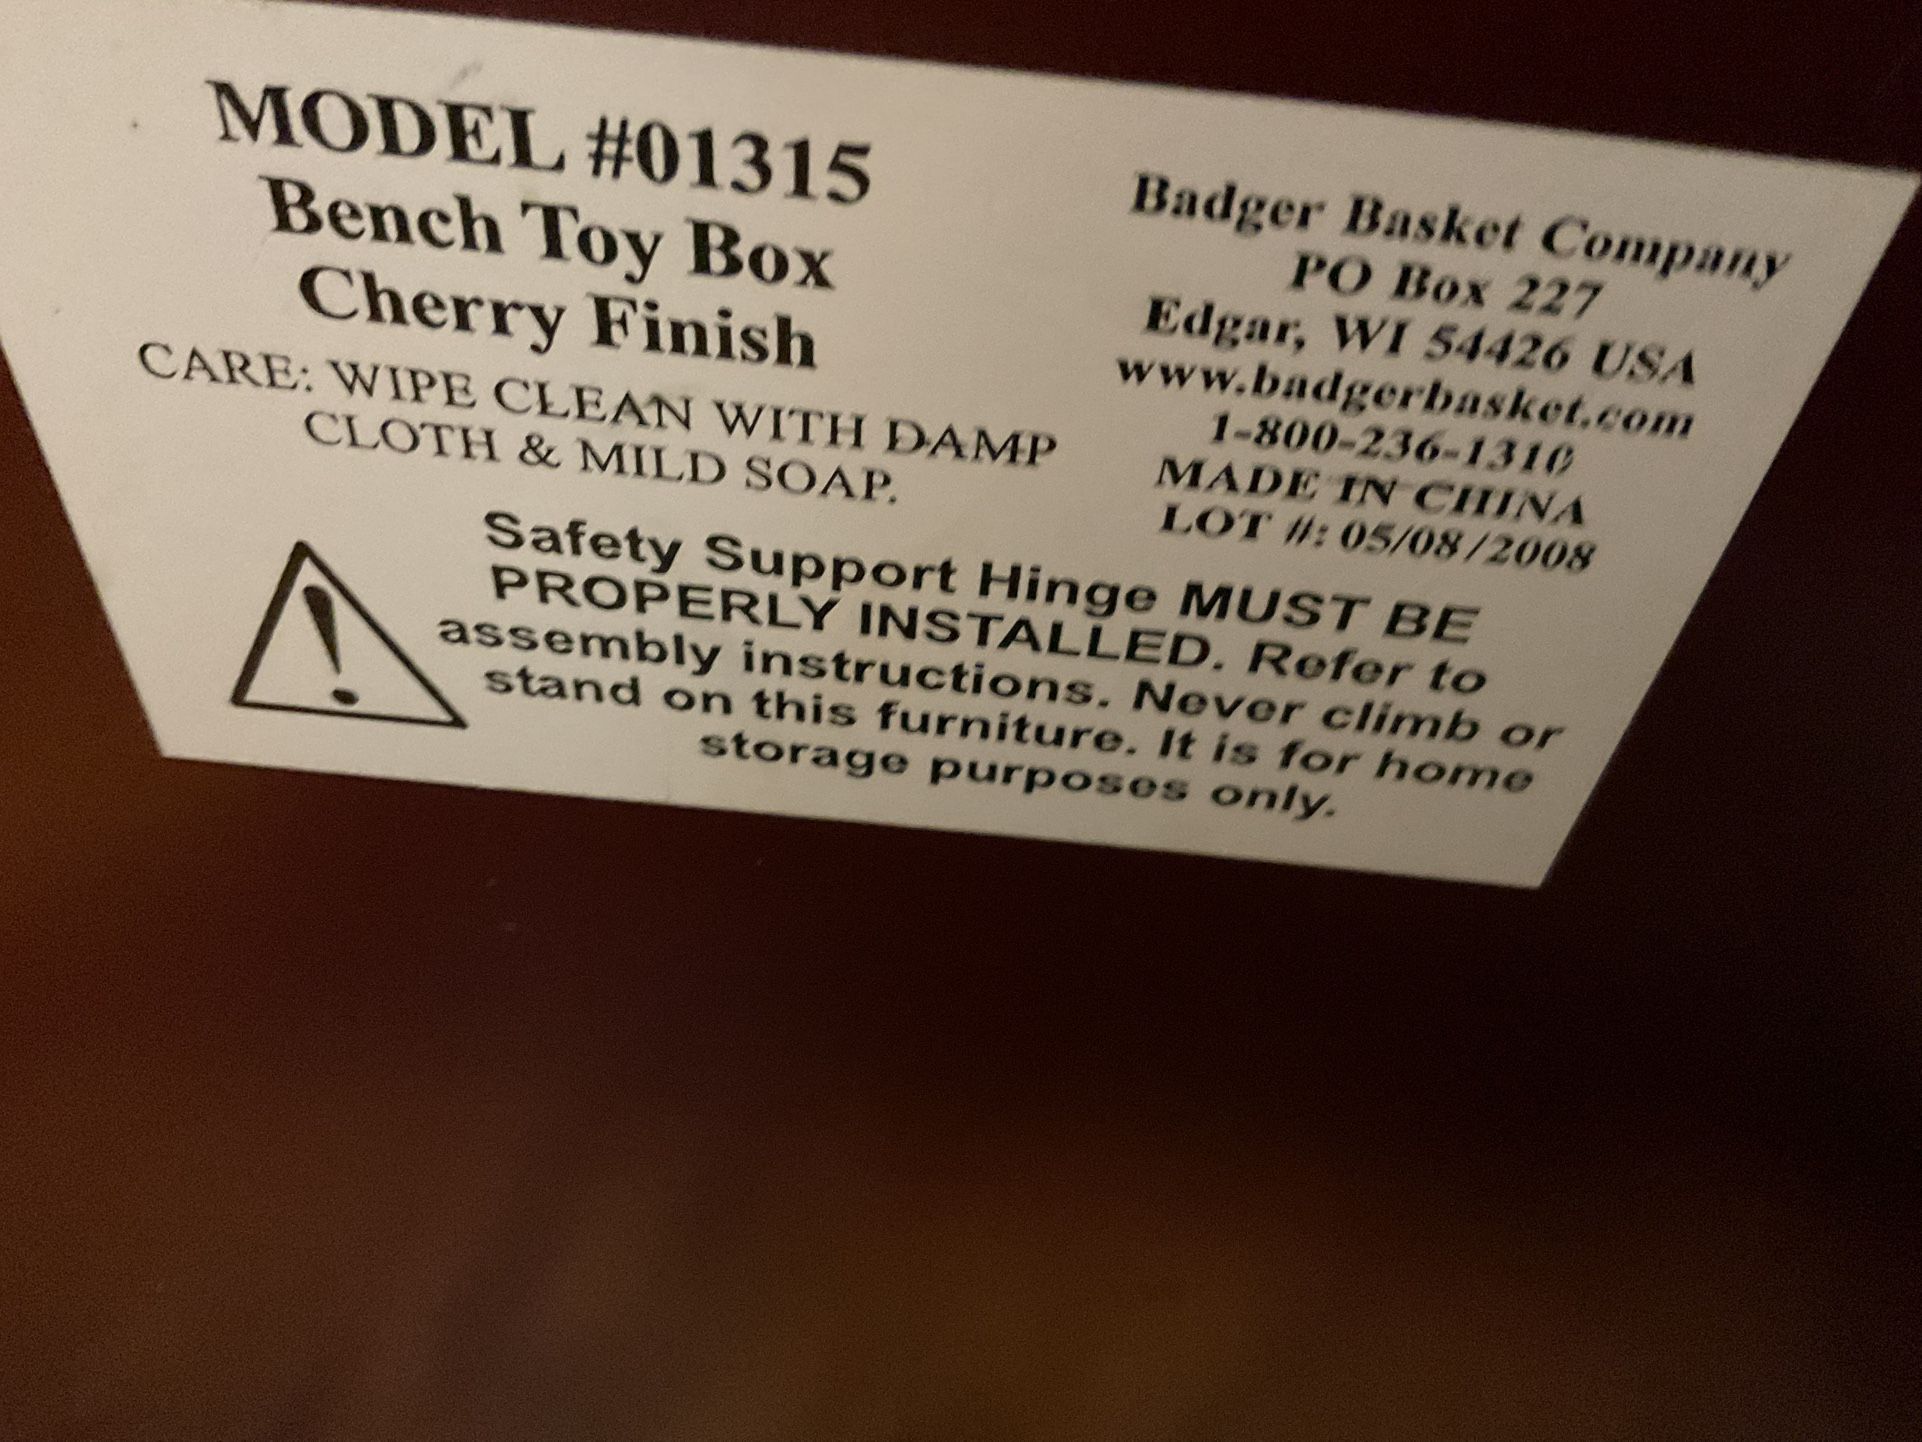 MODEL #01315
Bench Toy Box
Cherry Finish
CARE: WIPE CLEAN WITH DAMP
CLOTH & MILD SOAP.
Badger Basket Company
PO Box 227
Edgar, WI 54426 USA
www.badgerbasket.com
1-800-236-1310
MADE IN CHINA
LOT #: 05/08/2008
Safety Support Hinge MUST BE
PROPERLY INSTALLED. Refer to
assembly instructions. Never climb or
stand on this furniture. It is for home
storage purposes only.